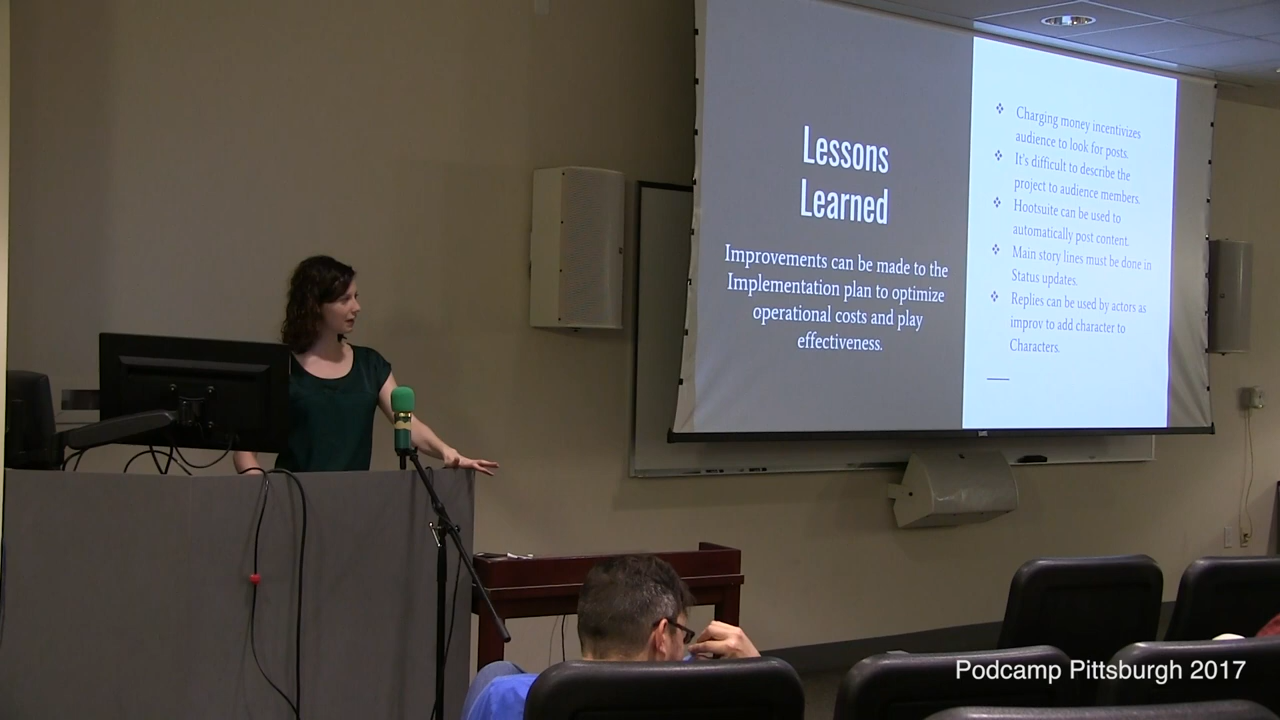 Lessons
Learned
Improvements can be made to the
Implementation plan to optimize
operational costs and play
effectiveness.
Charging money incentivizes
audience to look for posts.
It's difficult to describe the
project to audience members.
Hootsuite can be used to
automatically post content.
Main story lines must be done in
Status updates.
Replies can be used by actors as
improv to add character to
Characters.
Podcamp Pittsburgh 2017